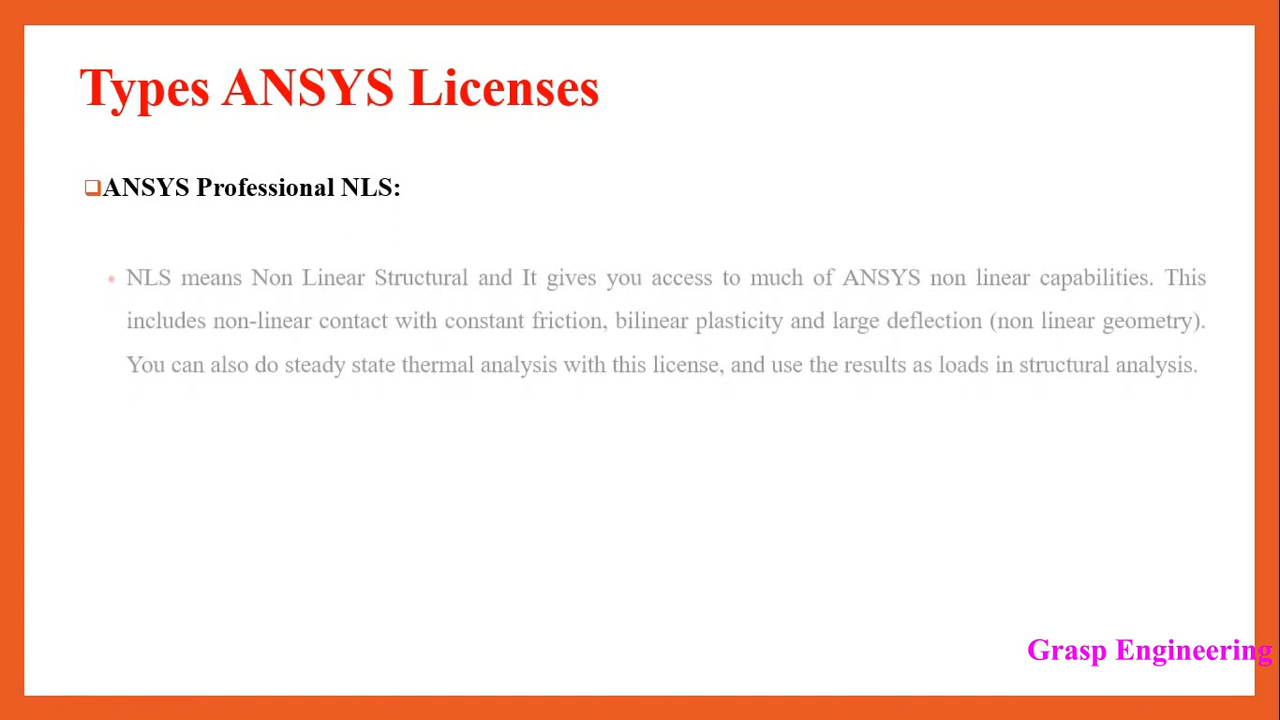 Types ANSYS Licenses
ANSYS Professional NLS:
NLS means Non Linear Structural and It gives you access to much of ANSYS non linear capabilities. This
includes non-linear contact with constant friction, bilinear plasticity and large deflection (non linear geometry).
You can also do steady state thermal analysis with this license, and use the results as loads in structural analysis.
Grasp Engineering